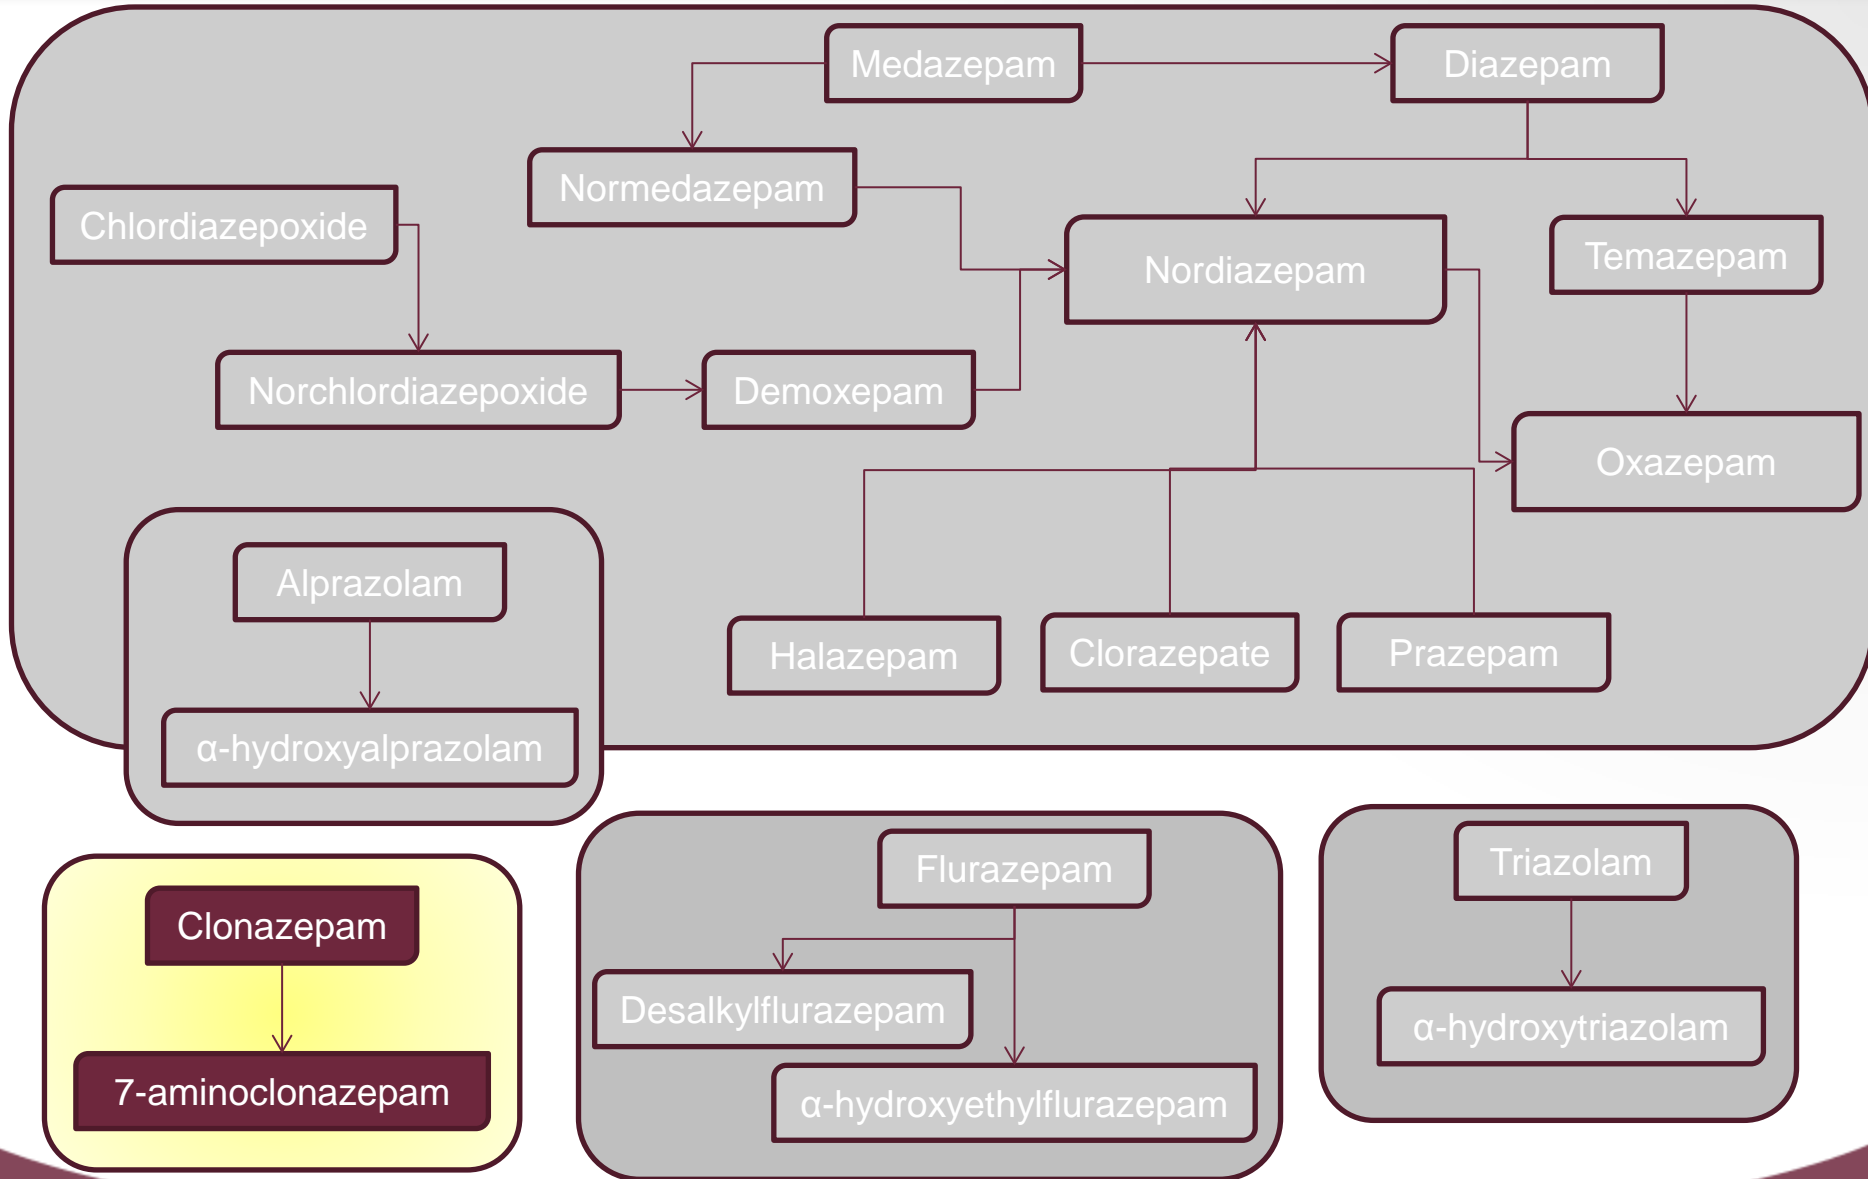 Medazepam
Diazepam
Normedazepam
Chlordiazepoxide
Nordiazepam
Temazepam
Norchlordiazepoxide
Demoxepam
Oxazepam
Alprazolam
Halazepam
Clorazepate
Prazepam
α-hydroxyalprazolam
Flurazepam
Triazolam
Clonazepam
Desalkylflurazepam
α-hydroxytriazolam
7-aminoclonazepam
α-hydroxyethylflurazepam